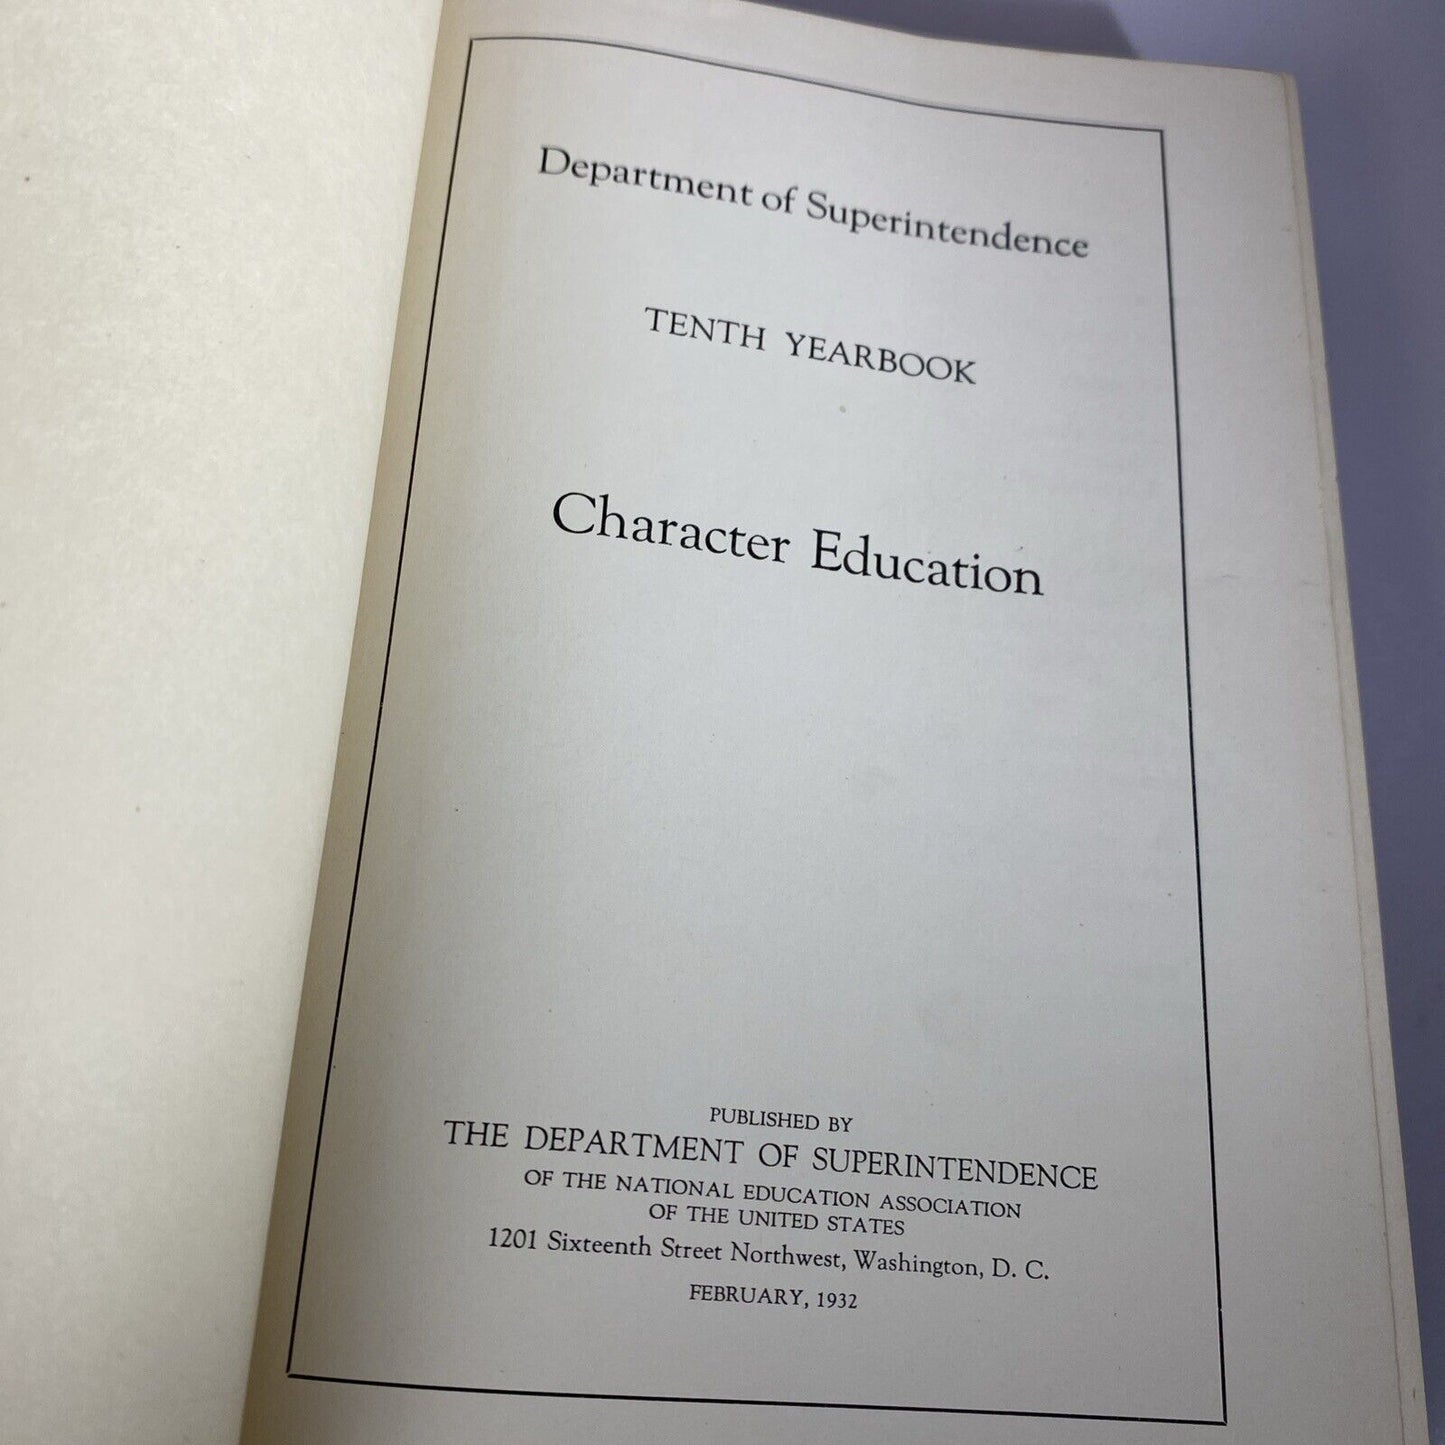 Department of Superintendence
TENTH YEARBOOK
Character Education
PUBLISHED BY
THE DEPARTMENT OF SUPERINTENDENCE
OF THE NATIONAL EDUCATION ASSOCIATION
OF THE UNITED STATES
1201 Sixteenth Street Northwest, Washington, D. C.
FEBRUARY, 1932